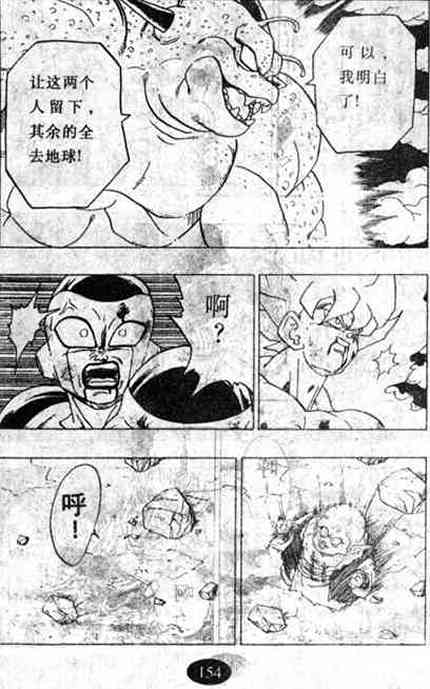 可以，
我明白
了！
让这两个
人留下，
其余的全
去地球！
啊
？
呼
！
154